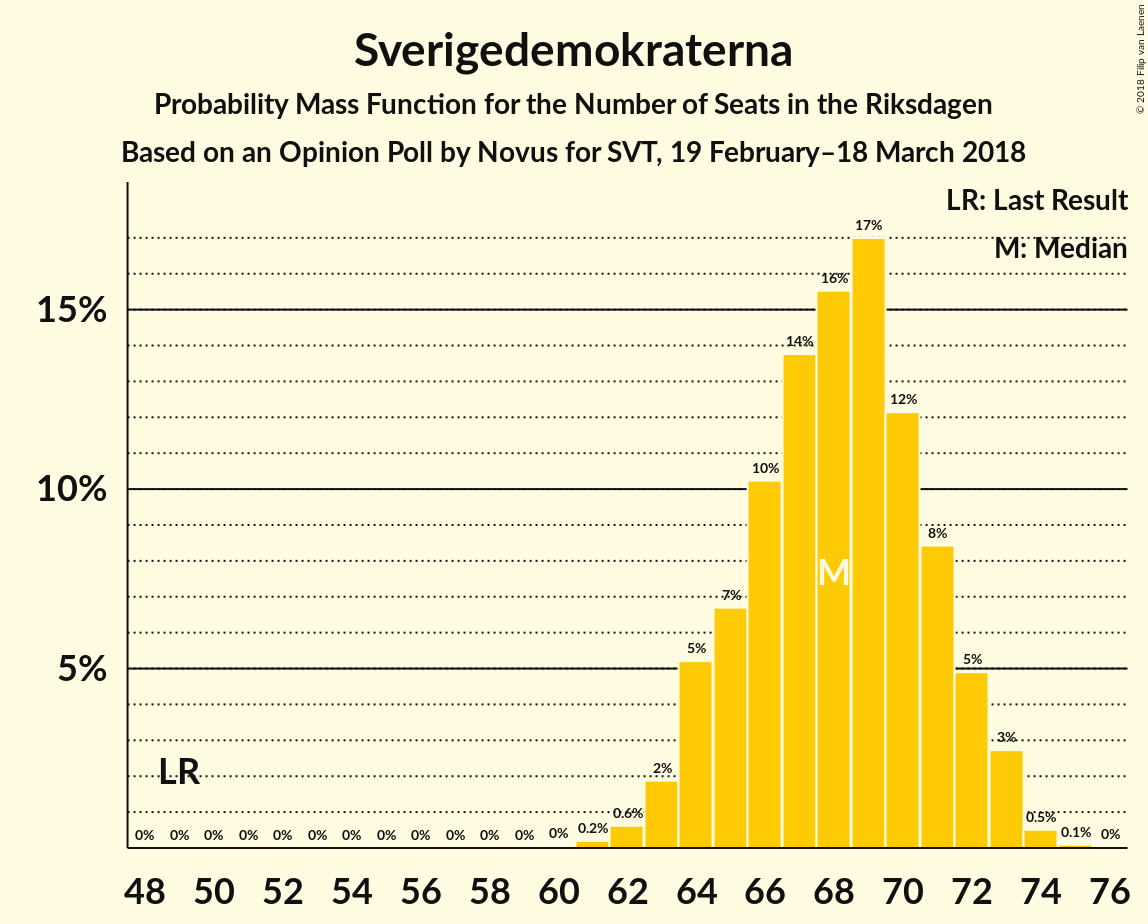 © 2018 Filip van Laenen
Sverigedemokraterna
Probability Mass Function for the Number of Seats in the Riksdagen
Based on an Opinion Poll by Novus for SVT, 19 February–18 March 2018
LR: Last Result
M: Median
15%
10%
5%
LR
M
0% 0% 0% 0% 0% 0% 0% 0% 0% 0% 0% 0% 0% 0.2% 0.6% 2% 5% 7% 10% 14% 16% 17% 12% 8% 5% 3% 0.5% 0.1% 0%
48 50 52 54 56 58 60 62 64 66 68 70 72 74 76